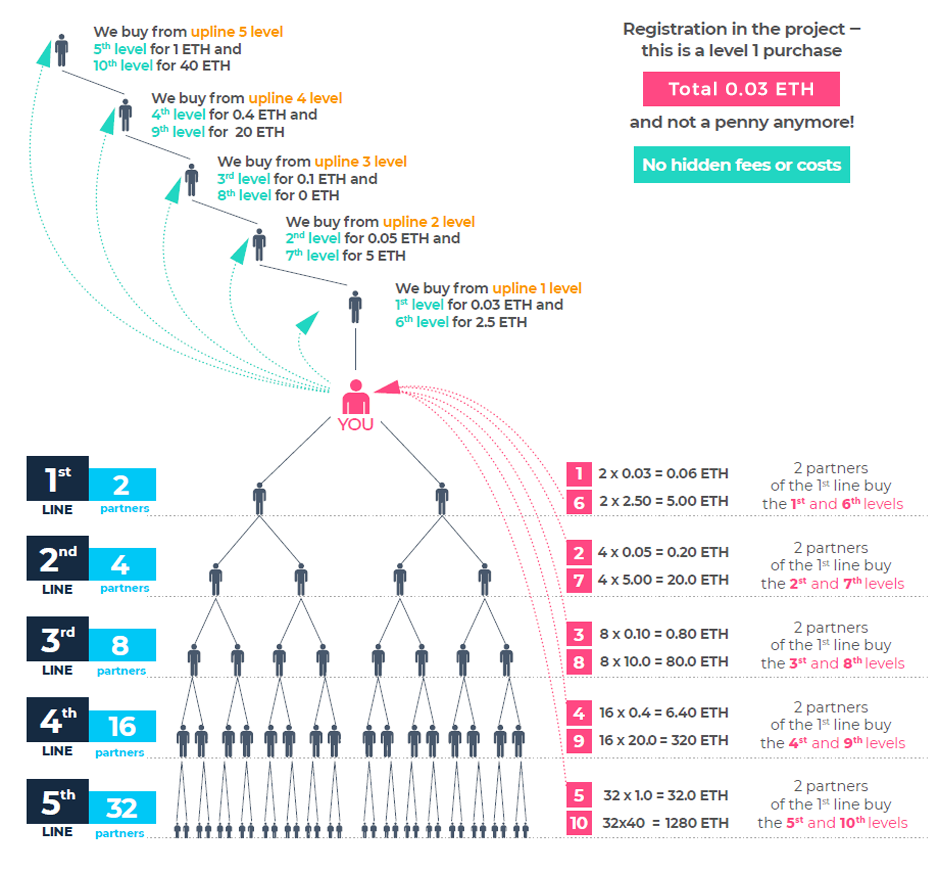 We buy from upline 5 level
5th level for 1 ETH and
10th level for 40 ETH
We buy from upline 4 level
4th level for 0.4 ETH and
9th level for 20 ETH
We buy from upline 3 level
3rd level for 0.1 ETH and
8th level for 0 ETH
We buy from upline 2 level
2nd level for 0.05 ETH and
7th level for 5 ETH
We buy from upline 1 level
1st level for 0.03 ETH and
6th level for 2.5 ETH
Registration in the project –
this is a level 1 purchase
Total 0.03 ETH
and not a penny anymore!
No hidden fees or costs
YOU
1st
LINE
2
partners
1 2 x 0.03 = 0.06 ETH
6 2 x 2.50 = 5.00 ETH
2 partners
of the 1st line buy
the 1st and 6th levels
2nd
LINE
4
partners
2 4 x 0.05 = 0.20 ETH
7 4 x 5.00 = 20.0 ETH
2 partners
of the 1st line buy
the 2st and 7th levels
3rd
LINE
8
partners
3 8 x 0.10 = 0.80 ETH
8 8 x 10.0 = 80.0 ETH
2 partners
of the 1st line buy
the 3st and 8th levels
4th
LINE
16
partners
4 16 x 0.4 = 6.40 ETH
9 16 x 20.0 = 320 ETH
2 partners
of the 1st line buy
the 4st and 9th levels
5th
LINE
32
partners
5 32 x 1.0 = 32.0 ETH
10 32x40 = 1280 ETH
2 partners
of the 1st line buy
the 5st and 10th levels